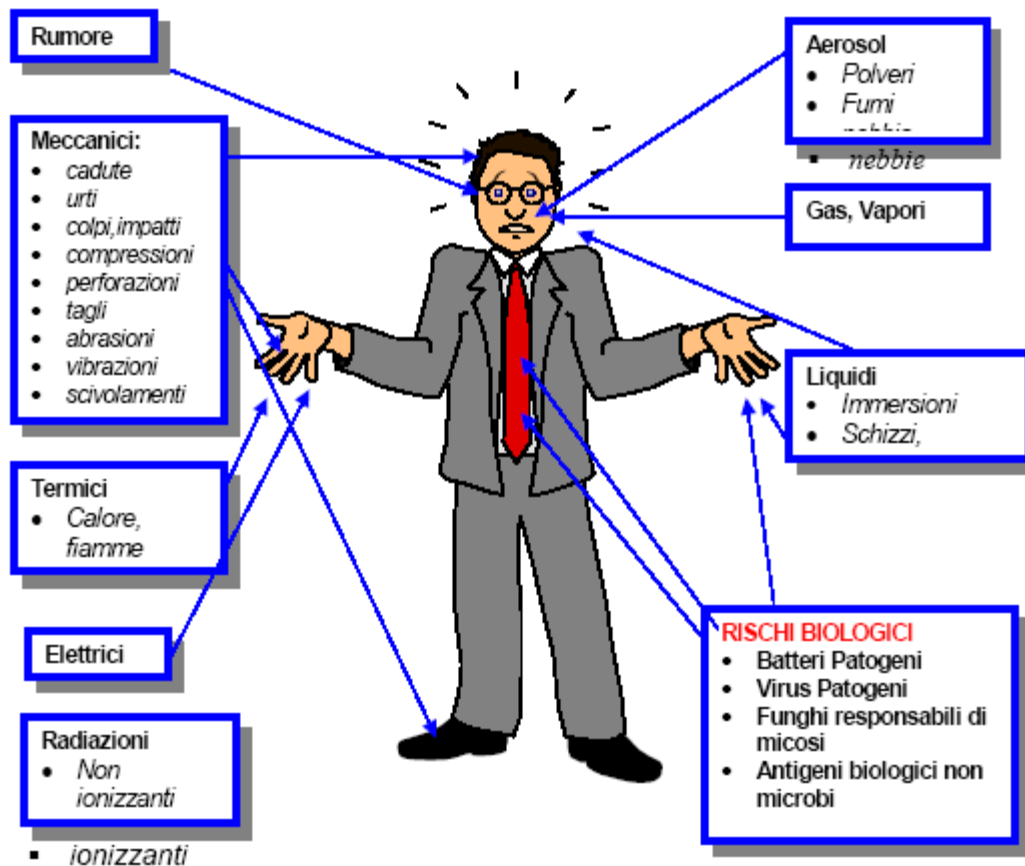 Rumore
Meccanici:
• cadute
• urti
• colpi,impatti
• compressioni
• perforazioni
• tagli
• abrasioni
• vibrazioni
• scivolamenti
Termici
• Calore,
fiamme
Elettrici
Radiazioni
• Non
ionizzanti
▪ ionizzanti
Aerosol
• Polveri
• Fumi
▪ nebbie
Gas, Vapori
Liquidi
• Immersioni
• Schizzi,
RISCHI BIOLOGICI
• Batteri Patogeni
• Virus Patogeni
• Funghi responsabili di
micosi
• Antigeni biologici non
microbi